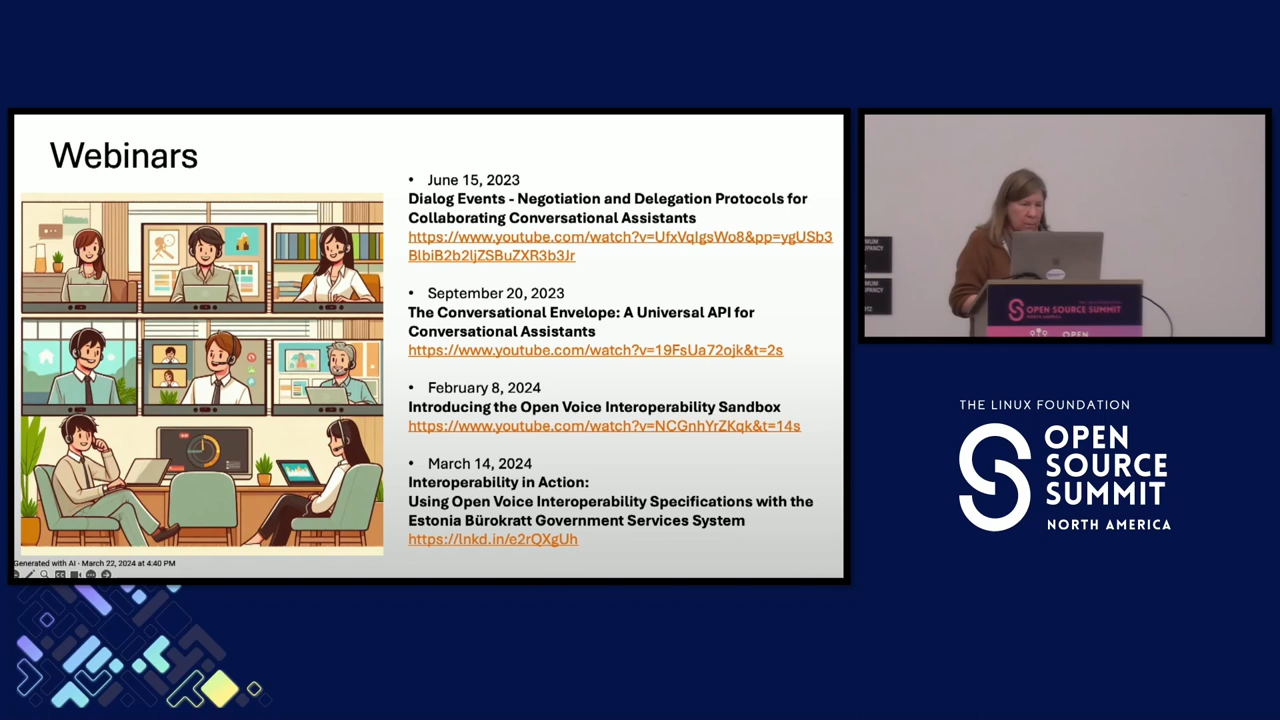 Webinars
• June 15, 2023
Dialog Events - Negotiation and Delegation Protocols for
Collaborating Conversational Assistants
https://www.youtube.com/watch?v=UfxVqIgsWo8&pp=ygUSb3
BlbiB2b2ljZSBuZXR3b3Jr
• September 20, 2023
The Conversational Envelope: A Universal API for
Conversational Assistants
https://www.youtube.com/watch?v=19FsUa72ojk&t=2s
• February 8, 2024
Introducing the Open Voice Interoperability Sandbox
https://www.youtube.com/watch?v=NCGnhYrZKqk&t=14s
• March 14, 2024
Interoperability in Action:
Using Open Voice Interoperability Specifications with the
Estonia Bürokratt Government Services System
https://lnkd.in/e2rQXgUh
Generated with AI - March 22, 2024 at 4:40 PM
OPEN SOURCE SUMMIT
NORTH AMERICA
OPEN
THE LINUX FOUNDATION
OPEN
SOURCE
SUMMIT
NORTH AMERICA